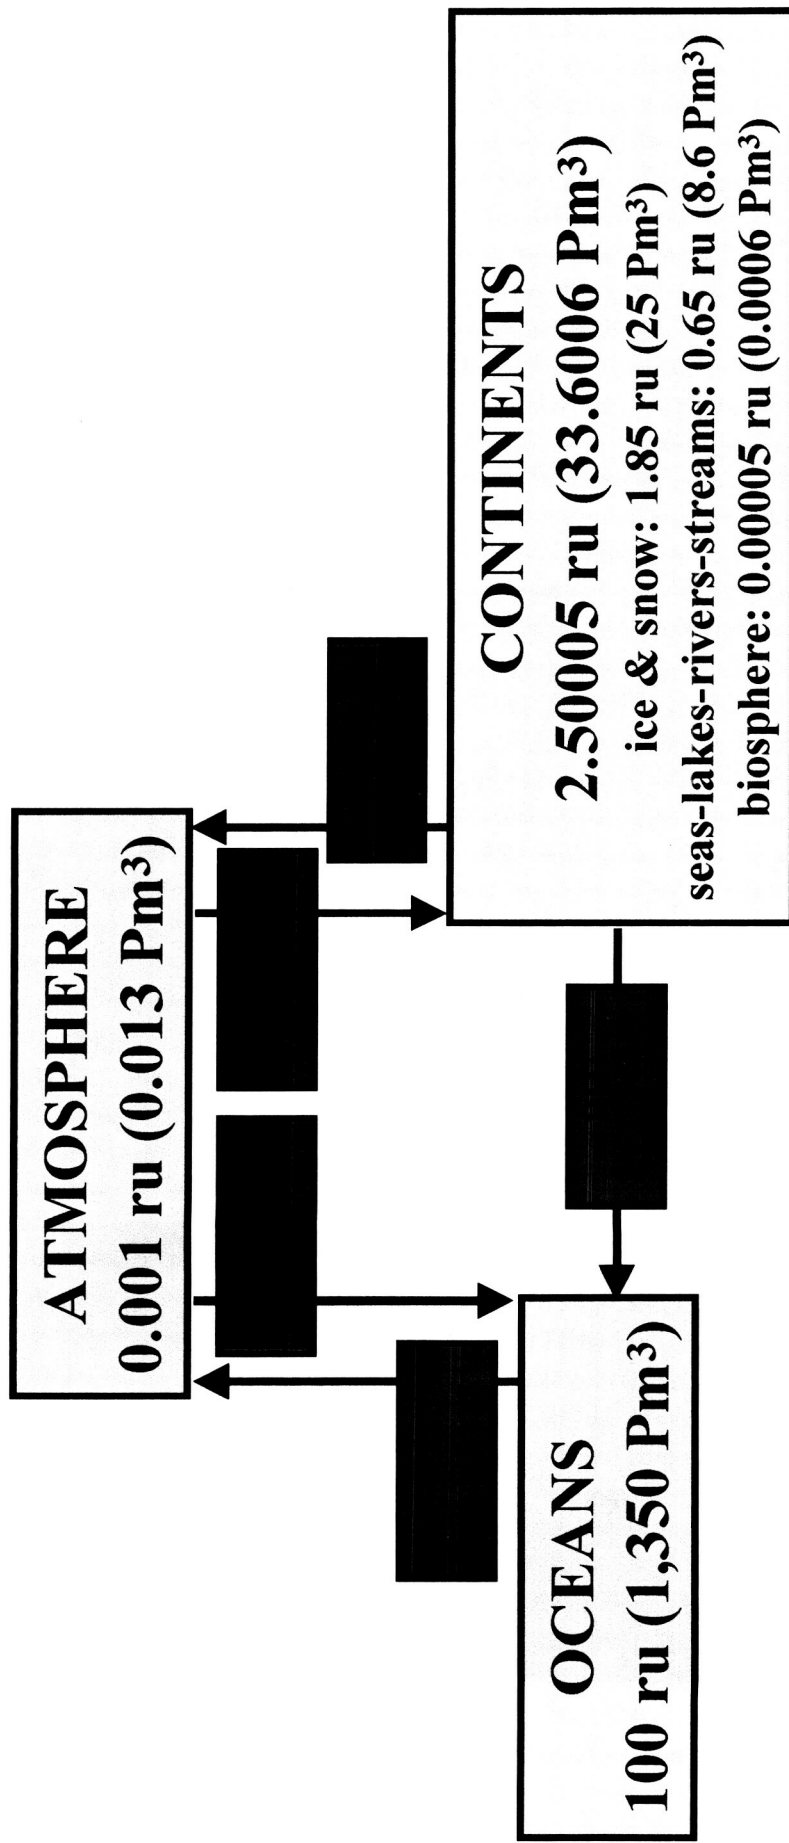 ATMOSPHERE
0.001 ru (0.013 Pm³)
OCEANS
100 ru (1,350 Pm³)
CONTINENTS
2.50005 ru (33.6006 Pm³)
ice & snow: 1.85 ru (25 Pm³)
seas-lakes-rivers-streams: 0.65 ru (8.6 Pm³)
biosphere: 0.00005 ru (0.0006 Pm³)